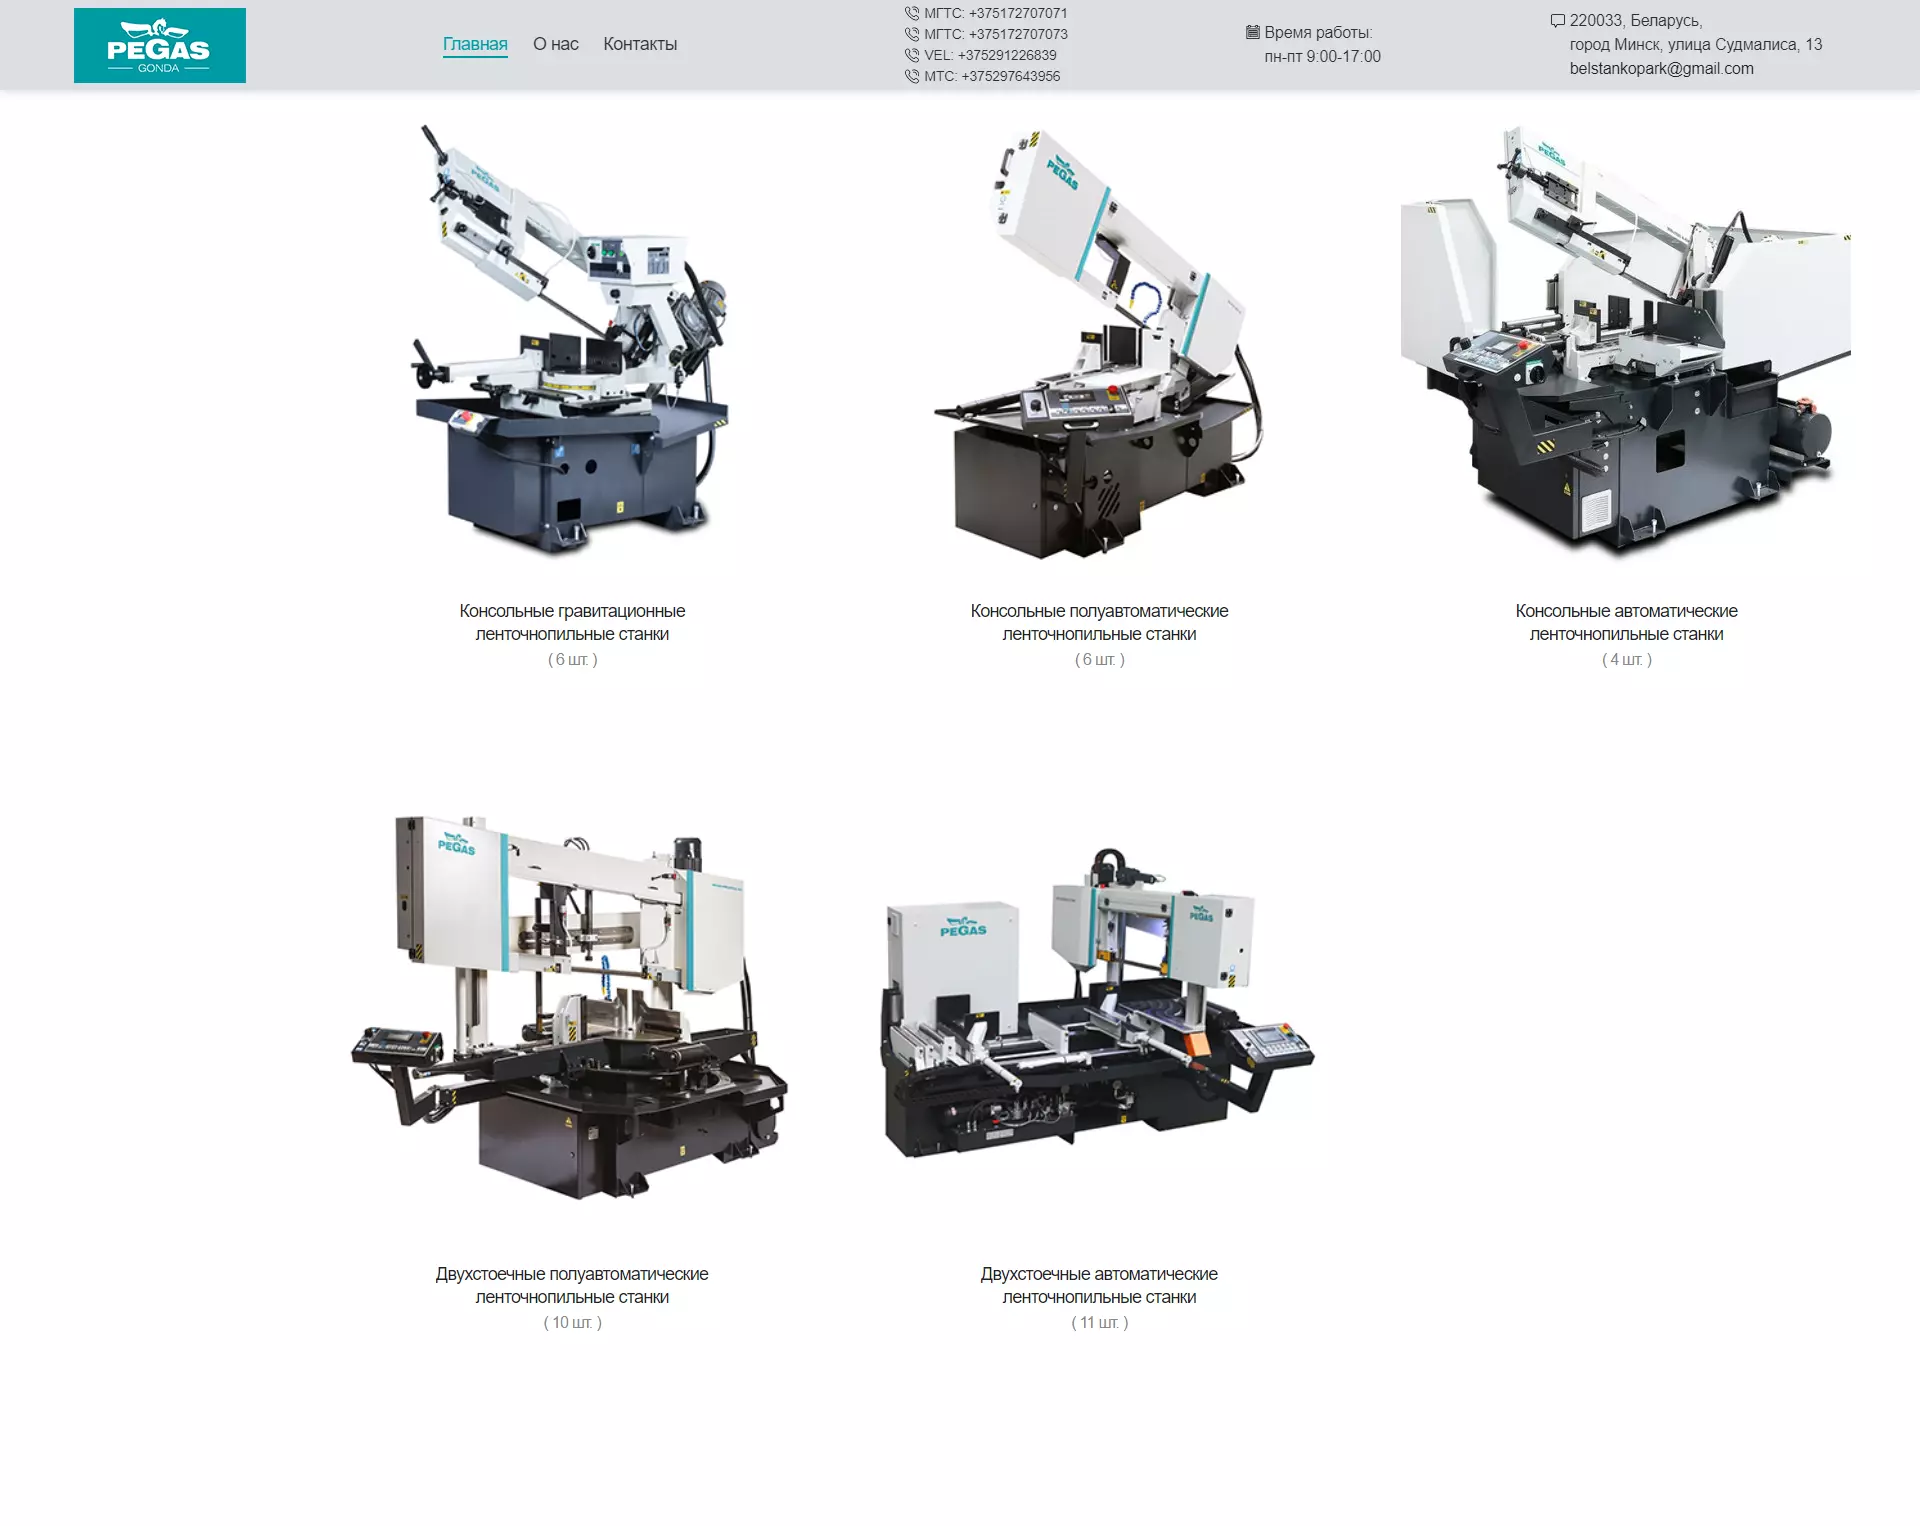 PEGAS
GONDA
Главная
О нас
Контакты
МГТС: +375172707071
МГТС: +375172707073
VEL: +375291226839
МТС: +375297643956
Время работы:
пн-пт 9:00-17:00
220033, Беларусь,
город Минск, улица Судмалиса, 13
belstankopark@gmail.com
PEGAS
PEGAS
PEGAS
Консольные гравитационные
ленточнопильные станки
( 6 шт. )
Консольные полуавтоматические
ленточнопильные станки
( 6 шт. )
Консольные автоматические
ленточнопильные станки
( 4 шт. )
PEGAS
PEGAS
PEGAS
Двухстоечные полуавтоматические
ленточнопильные станки
( 10 шт. )
Двухстоечные автоматические
ленточнопильные станки
( 11 шт. )